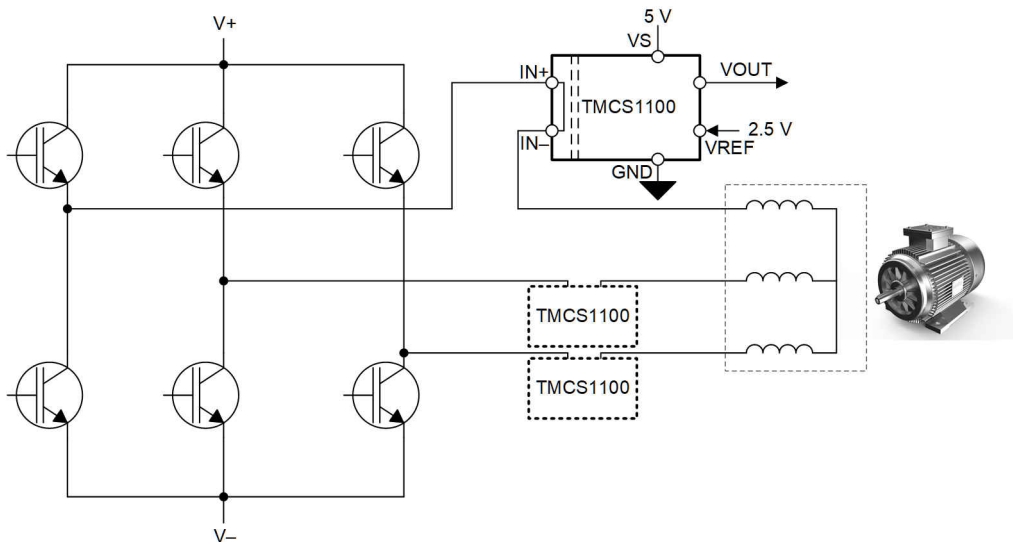 V+
5 V
VS
IN+
VOUT
TMCS1100
2.5 V
IN–
VREF
GND
TMCS1100
TMCS1100
V–